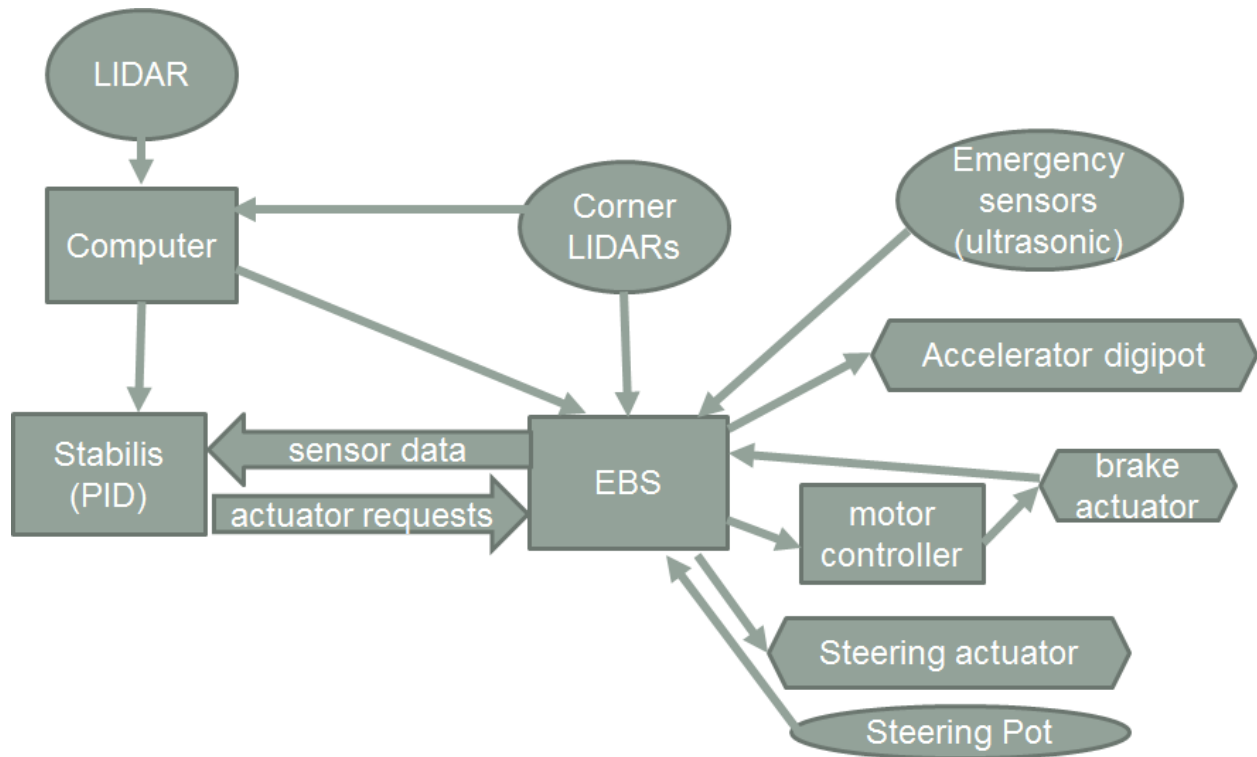 LIDAR
Emergency
sensors
(ultrasonic)
Corner
LIDARs
Computer
Accelerator digipot
Stabilis
(PID)
sensor data
actuator requests
EBS
brake
actuator
motor
controller
Steering actuator
Steering Pot